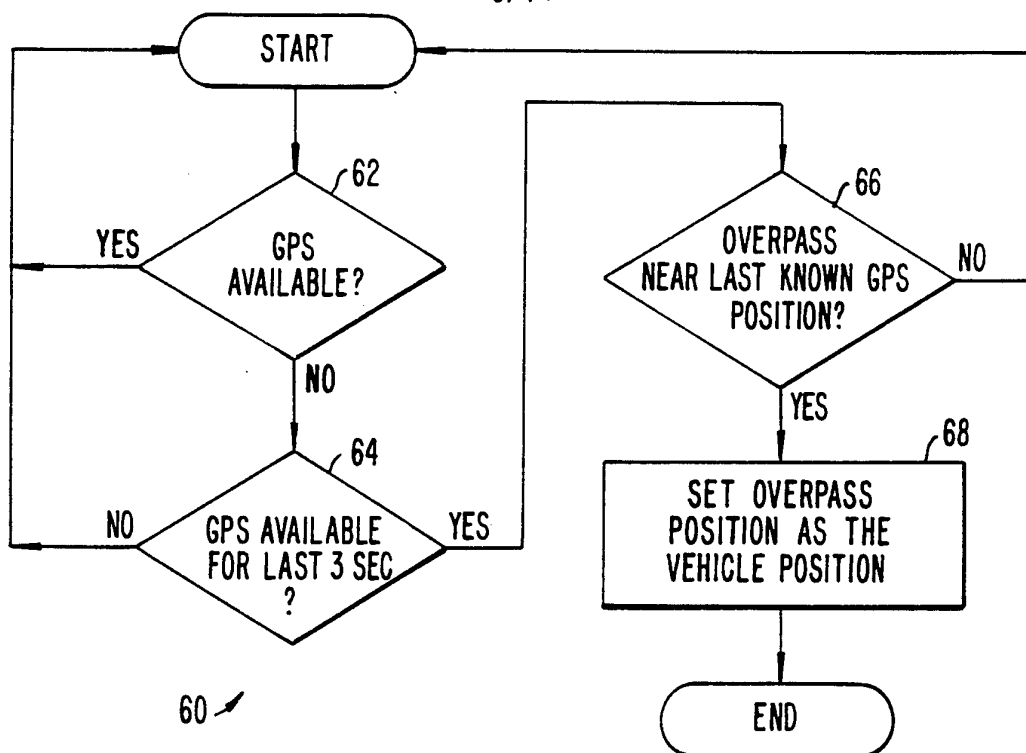 START
62
GPS
AVAILABLE?
YES
NO
64
GPS AVAILABLE
FOR LAST 3 SEC
?
NO
YES
66
OVERPASS
NEAR LAST KNOWN GPS
POSITION?
NO
YES
68
SET OVERPASS
POSITION AS THE
VEHICLE POSITION
END
60